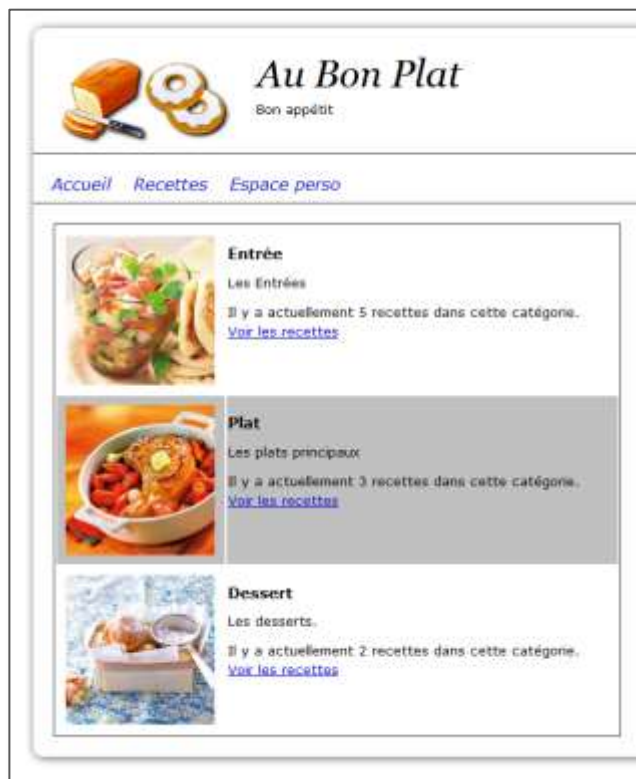 Au Bon Plat
Bon appétit
Accueil Recettes Espace perso
Entrée
Les Entrées
Il y a actuellement 5 recettes dans cette catégorie.
Voir les recettes
Plat
Les plats principaux
Il y a actuellement 3 recettes dans cette catégorie.
Voir les recettes
Dessert
Les desserts.
Il y a actuellement 2 recettes dans cette catégorie.
Voir les recettes